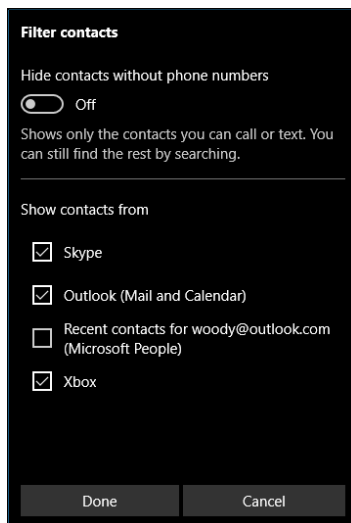 Filter contacts
Hide contacts without phone numbers
Off
Shows only the contacts you can call or text. You
can still find the rest by searching.
Show contacts from
Skype
Outlook (Mail and Calendar)
Recent contacts for woody@outlook.com
(Microsoft People)
Xbox
Done
Cancel